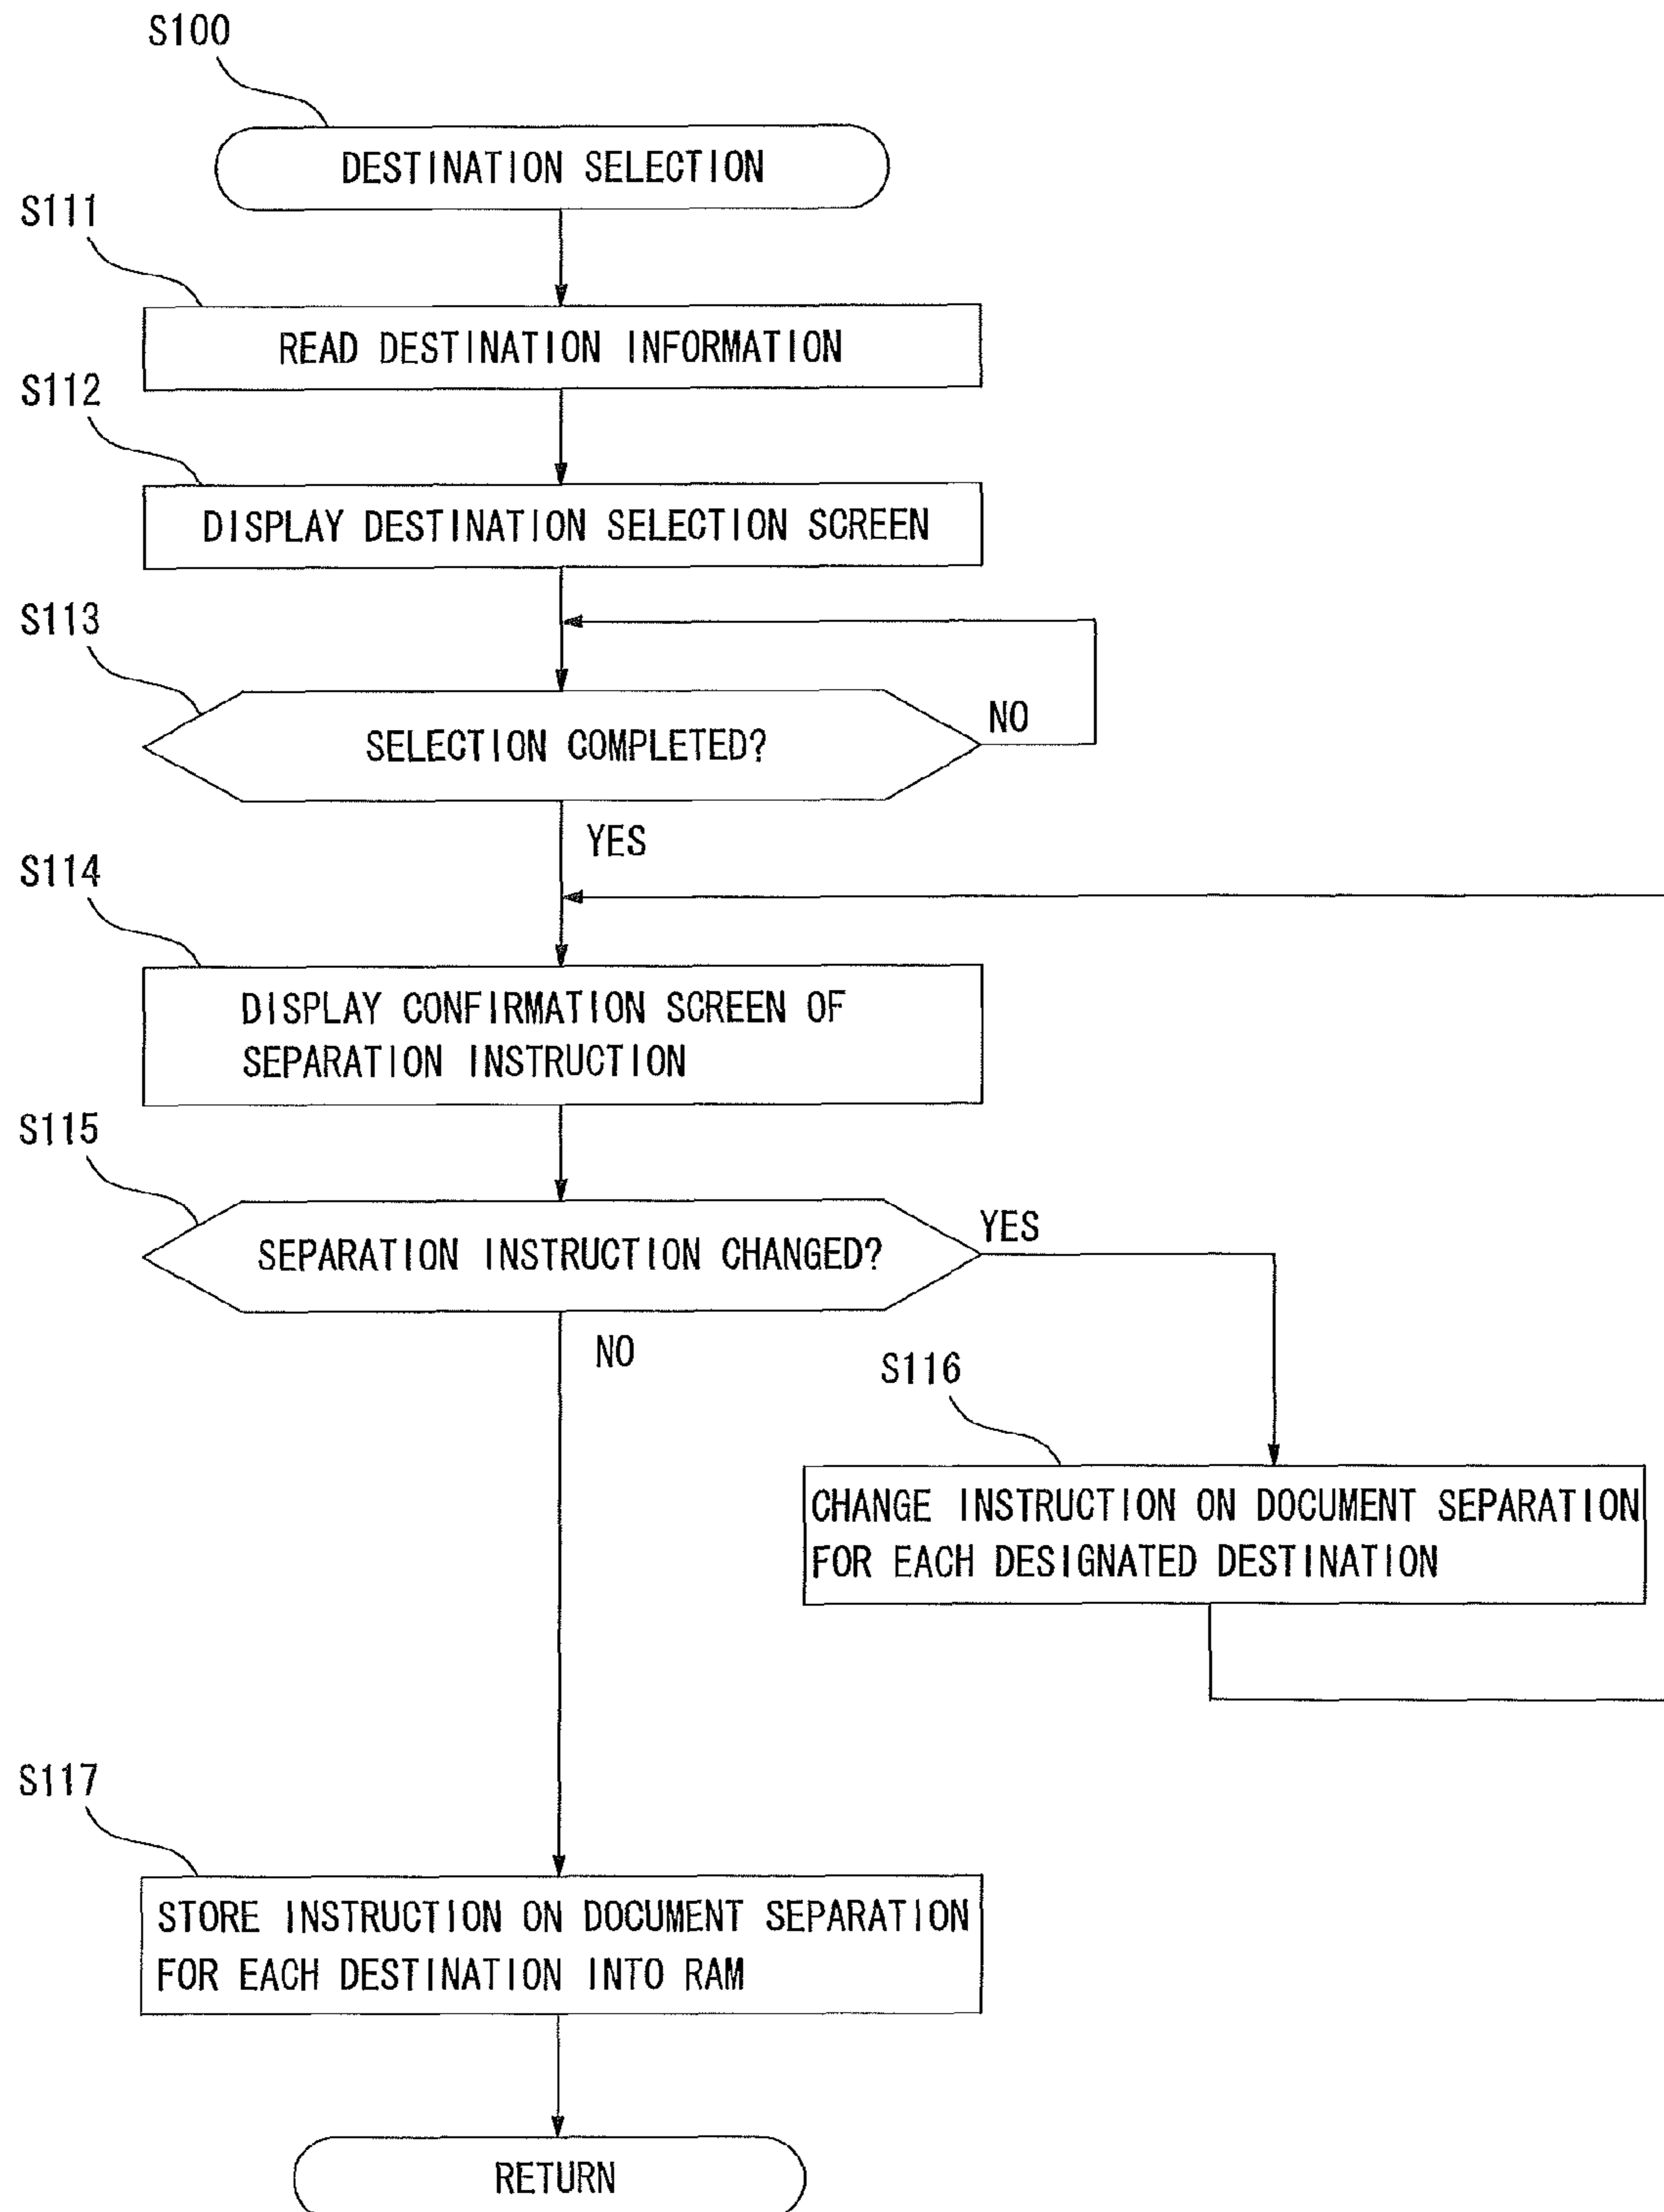 S100
DESTINATION SELECTION
S111
READ DESTINATION INFORMATION
S112
DISPLAY DESTINATION SELECTION SCREEN
S113
SELECTION COMPLETED?
NO
YES
S114
DISPLAY CONFIRMATION SCREEN OF
SEPARATION INSTRUCTION
S115
SEPARATION INSTRUCTION CHANGED?
YES
NO
S116
CHANGE INSTRUCTION ON DOCUMENT SEPARATION
FOR EACH DESIGNATED DESTINATION
S117
STORE INSTRUCTION ON DOCUMENT SEPARATION
FOR EACH DESTINATION INTO RAM
RETURN